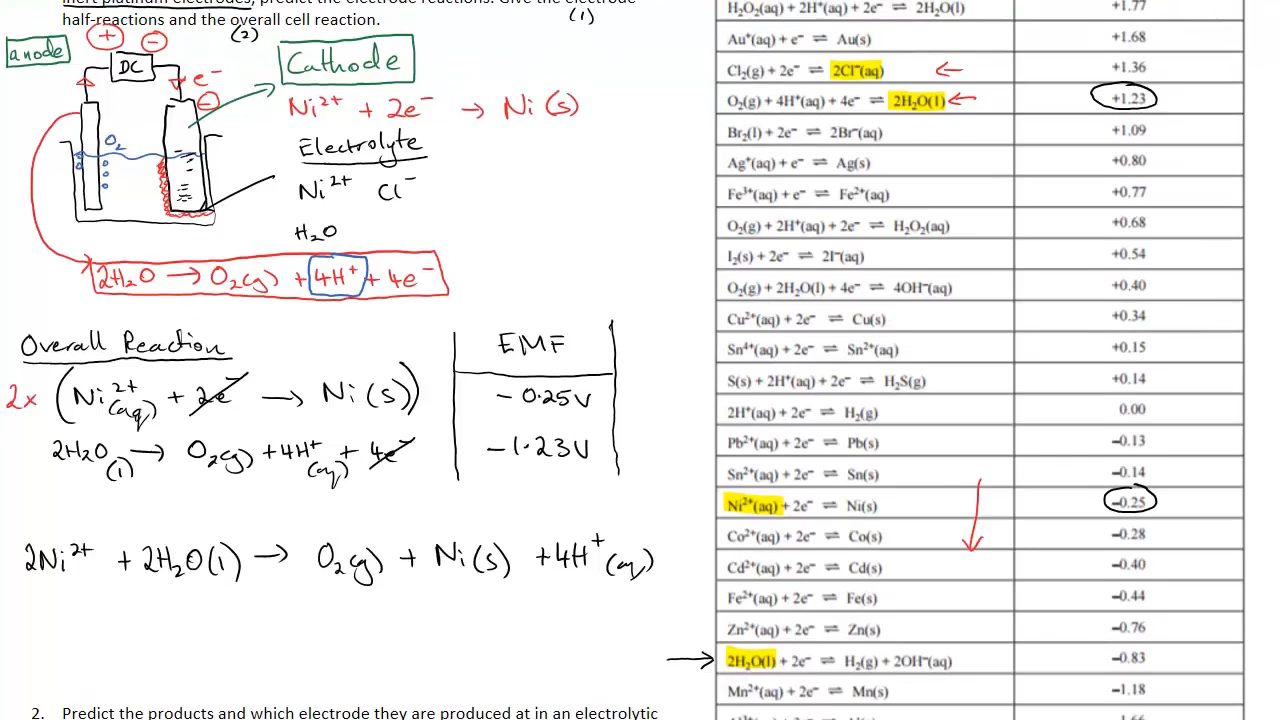 inert platinum electrodes, predict the electrode reactions. Give the electrode
half-reactions and the overall cell reaction.
(1)
(2)
anode
+
−
DC
Cathode
e⁻
−
Ni²⁺ + 2e⁻ → Ni(s)
O₂
Electrolyte
Ni²⁺ Cl⁻
H₂O
2H₂O → O₂(g) + 4H⁺ + 4e⁻
Overall Reaction
EMF
2x (Ni²⁺(aq) + 2e⁻ → Ni(s))
− 0.25V
2H₂O(l) → O₂(g) + 4H⁺(aq) + 4e⁻
− 1.23V
2Ni²⁺ + 2H₂O(l) → O₂(g) + Ni(s) + 4H⁺(aq)
2. Predict the products and which electrode they are produced at in an electrolytic
H₂O₂(aq) + 2H⁺(aq) + 2e⁻ ⇌ 2H₂O(l) +1.77
Au⁺(aq) + e⁻ ⇌ Au(s) +1.68
Cl₂(g) + 2e⁻ ⇌ 2Cl⁻(aq) ← +1.36
O₂(g) + 4H⁺(aq) + 4e⁻ ⇌ 2H₂O(l) ← +1.23
Br₂(l) + 2e⁻ ⇌ 2Br⁻(aq) +1.09
Ag⁺(aq) + e⁻ ⇌ Ag(s) +0.80
Fe³⁺(aq) + e⁻ ⇌ Fe²⁺(aq) +0.77
O₂(g) + 2H⁺(aq) + 2e⁻ ⇌ H₂O₂(aq) +0.68
I₂(s) + 2e⁻ ⇌ 2I⁻(aq) +0.54
O₂(g) + 2H₂O(l) + 4e⁻ ⇌ 4OH⁻(aq) +0.40
Cu²⁺(aq) + 2e⁻ ⇌ Cu(s) +0.34
Sn⁴⁺(aq) + 2e⁻ ⇌ Sn²⁺(aq) +0.15
S(s) + 2H⁺(aq) + 2e⁻ ⇌ H₂S(g) +0.14
2H⁺(aq) + 2e⁻ ⇌ H₂(g) 0.00
Pb²⁺(aq) + 2e⁻ ⇌ Pb(s) –0.13
Sn²⁺(aq) + 2e⁻ ⇌ Sn(s) –0.14
Ni²⁺(aq) + 2e⁻ ⇌ Ni(s) –0.25
Co²⁺(aq) + 2e⁻ ⇌ Co(s) –0.28
Cd²⁺(aq) + 2e⁻ ⇌ Cd(s) –0.40
Fe²⁺(aq) + 2e⁻ ⇌ Fe(s) –0.44
Zn²⁺(aq) + 2e⁻ ⇌ Zn(s) –0.76
→ 2H₂O(l) + 2e⁻ ⇌ H₂(g) + 2OH⁻(aq) –0.83
Mn²⁺(aq) + 2e⁻ ⇌ Mn(s) –1.18